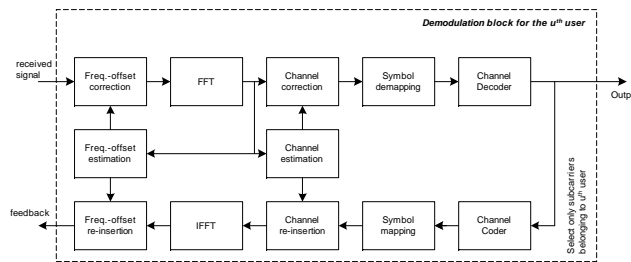 Demodulation block for the uth user
received
signal
Freq.-offset
correction
FFT
Channel
correction
Symbol
demapping
Channel
Decoder
Outp
Freq.-offset
estimation
Channel
estimation
Select only subcarriers
belonging to uth user
feedback
Freq.-offset
re-insertion
IFFT
Channel
re-insertion
Symbol
mapping
Channel
Coder